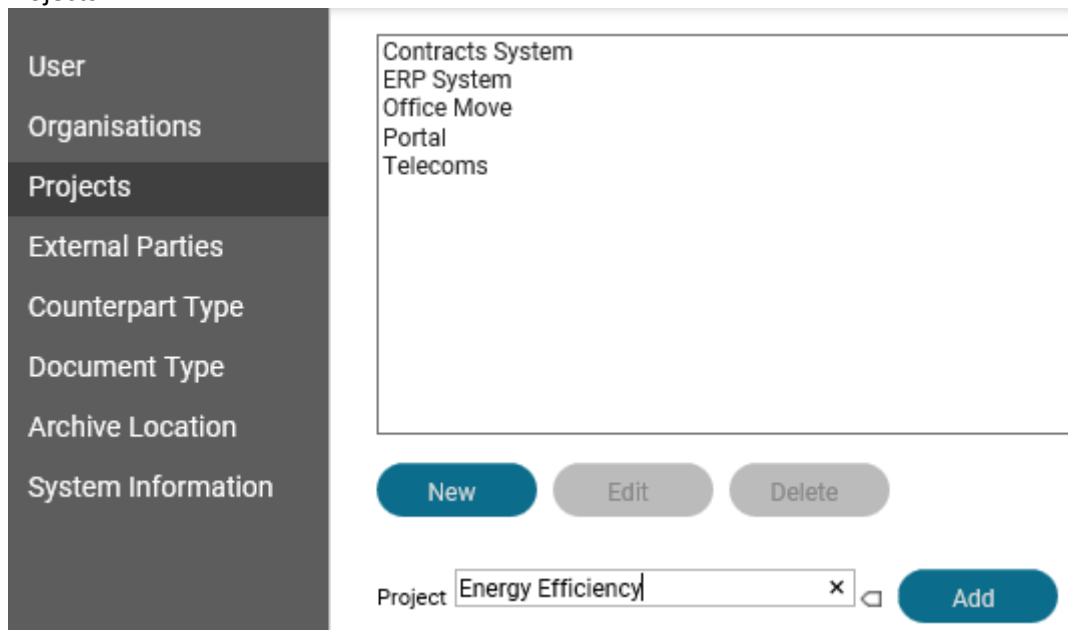 User
Organisations
Projects
External Parties
Counterpart Type
Document Type
Archive Location
System Information
Contracts System
ERP System
Office Move
Portal
Telecoms
New Edit Delete
Project Energy Efficiency × Add